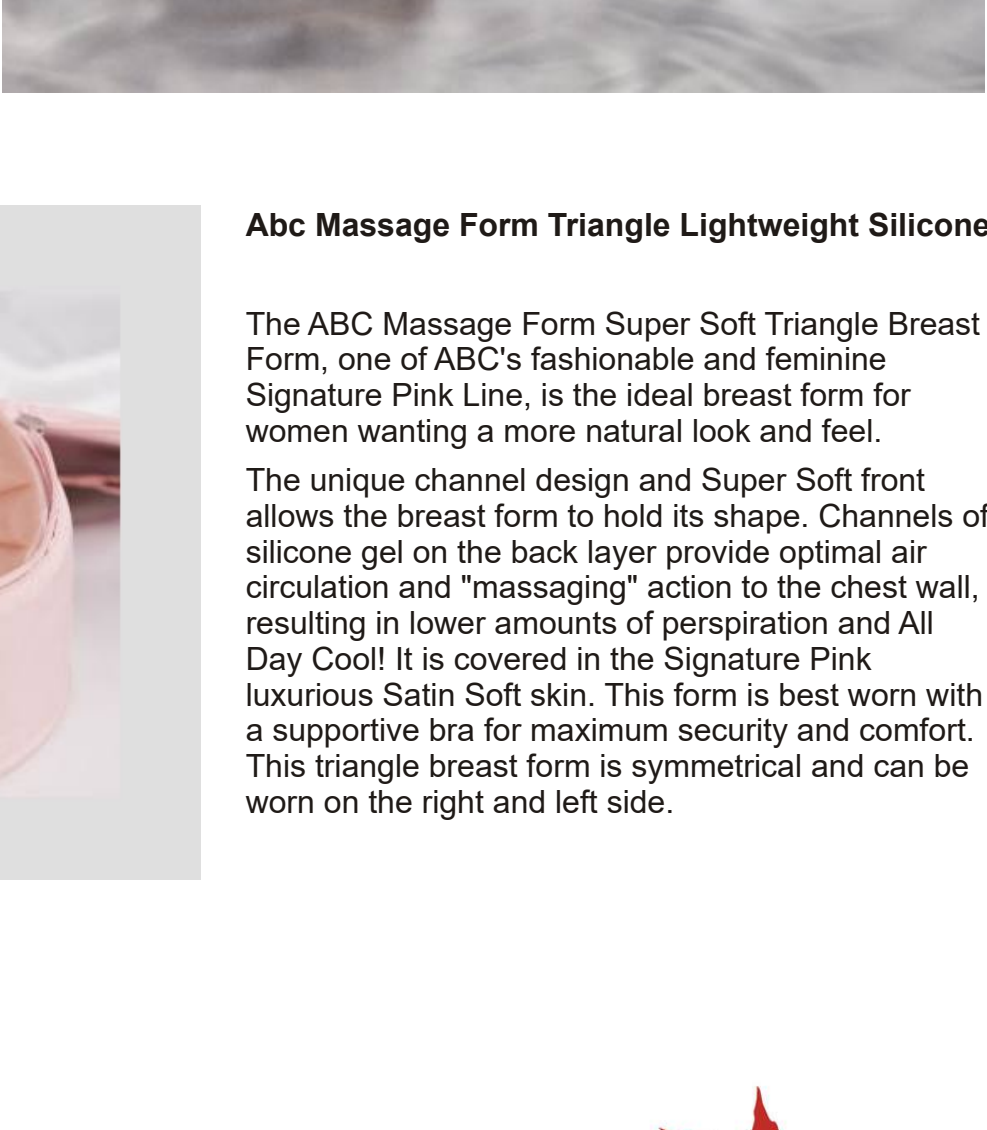 Abc Massage Form Triangle Lightweight Silicone
The ABC Massage Form Super Soft Triangle Breast
Form, one of ABC's fashionable and feminine
Signature Pink Line, is the ideal breast form for
women wanting a more natural look and feel.
The unique channel design and Super Soft front
allows the breast form to hold its shape. Channels of
silicone gel on the back layer provide optimal air
circulation and "massaging" action to the chest wall,
resulting in lower amounts of perspiration and All
Day Cool! It is covered in the Signature Pink
luxurious Satin Soft skin. This form is best worn with
a supportive bra for maximum security and comfort.
This triangle breast form is symmetrical and can be
worn on the right and left side.